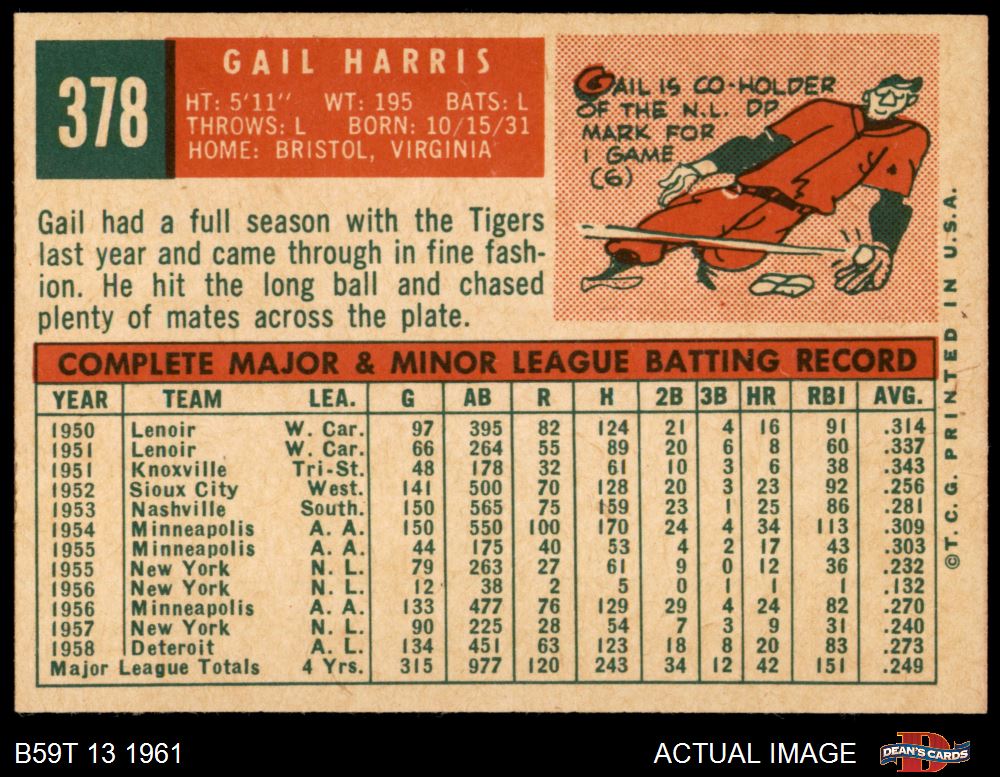 378
GAIL HARRIS
HT: 5'11" WT: 195 BATS: L
THROWS: L BORN: 10/15/31
HOME: BRISTOL, VIRGINIA
GAIL IS CO-HOLDER
OF THE N.L. DP
MARK FOR
1 GAME
(6)
Gail had a full season with the Tigers
last year and came through in fine fash-
ion. He hit the long ball and chased
plenty of mates across the plate.
COMPLETE MAJOR & MINOR LEAGUE BATTING RECORD
YEAR TEAM LEA. G AB R H 2B 3B HR RBI AVG.
1950 Lenoir W. Car. 97 395 82 124 21 4 16 91 .314
1951 Lenoir W. Car. 66 264 55 89 20 6 8 60 .337
1951 Knoxville Tri-St. 48 178 32 61 10 3 6 38 .343
1952 Sioux City West. 141 500 70 128 20 3 23 92 .256
1953 Nashville South. 150 565 75 159 23 1 25 86 .281
1954 Minneapolis A. A. 150 550 100 170 24 4 34 113 .309
1955 Minneapolis A. A. 44 175 40 53 4 2 17 43 .303
1955 New York N. L. 79 263 27 61 9 0 12 36 .232
1956 New York N. L. 12 38 2 5 0 1 1 1 .132
1956 Minneapolis A. A. 133 477 76 129 29 4 24 82 .270
1957 New York N. L. 90 225 28 54 7 3 9 31 .240
1958 Deteroit A. L. 134 451 63 123 18 8 20 83 .273
Major League Totals 4 Yrs. 315 977 120 243 34 12 42 151 .249
©T. C. G. PRINTED IN U.S.A.
B59T 13 1961
ACTUAL IMAGE
D
DEAN'S CARDS